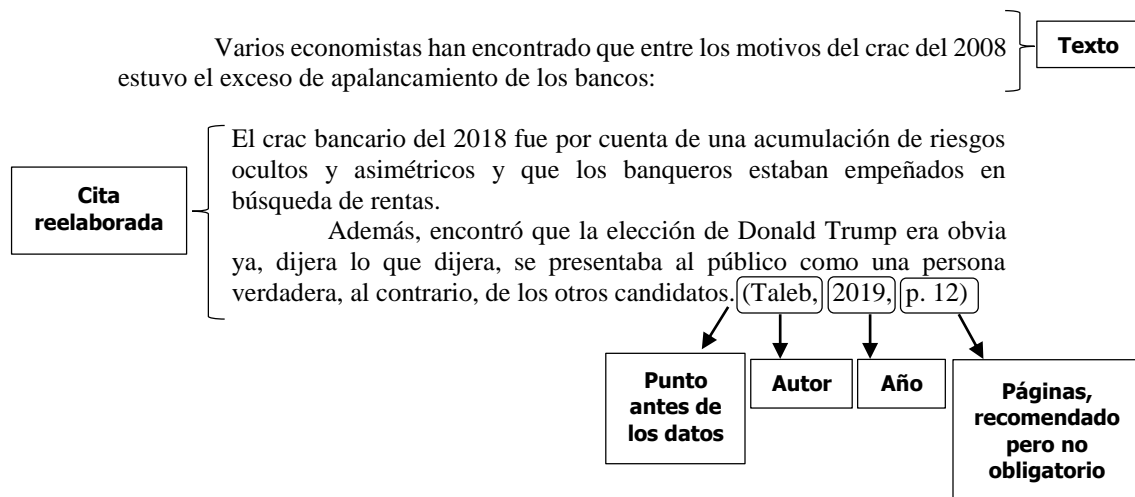 Varios economistas han encontrado que entre los motivos del crac del 2008
estuvo el exceso de apalancamiento de los bancos:
Texto
Cita
reelaborada
El crac bancario del 2018 fue por cuenta de una acumulación de riesgos
ocultos y asimétricos y que los banqueros estaban empeñados en
búsqueda de rentas.
Además, encontró que la elección de Donald Trump era obvia
ya, dijera lo que dijera, se presentaba al público como una persona
verdadera, al contrario, de los otros candidatos. (Taleb, 2019, p. 12)
Punto
antes de
los datos
Autor
Año
Páginas,
recomendado
pero no
obligatorio